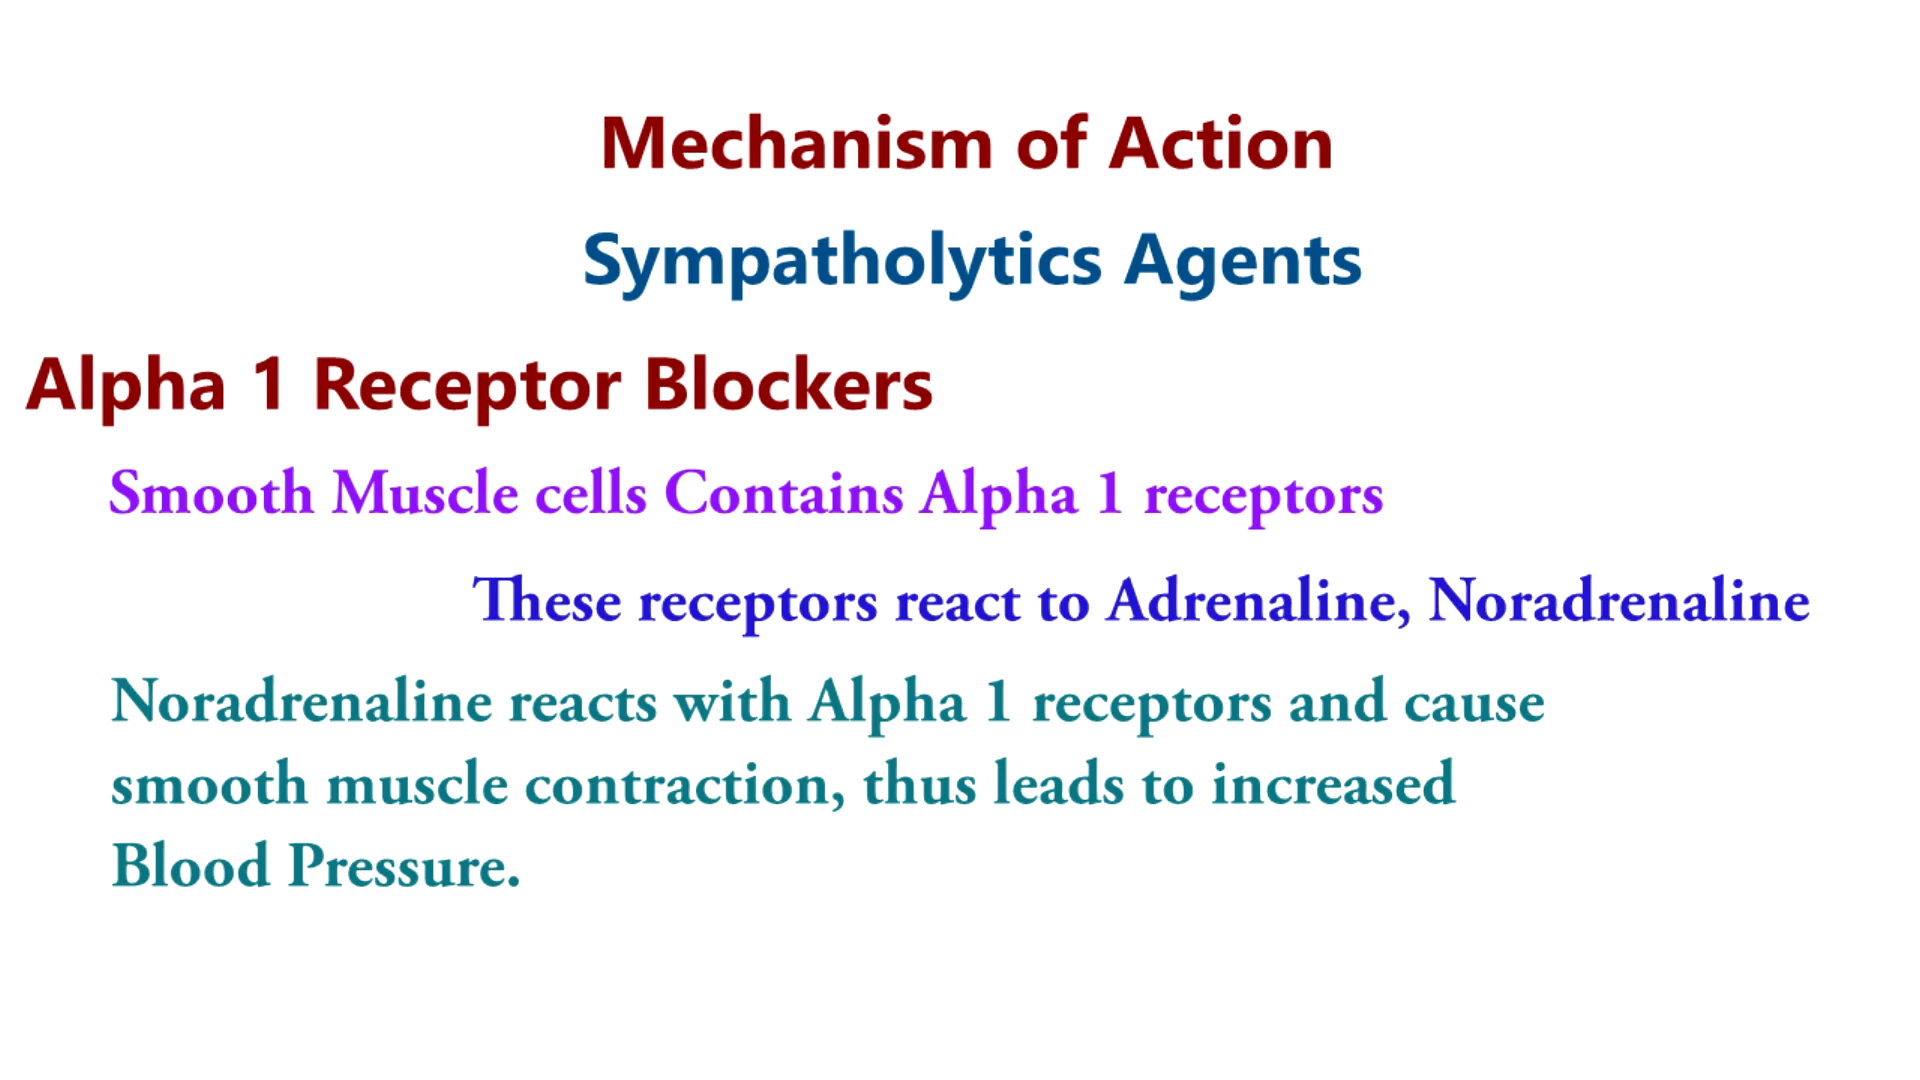 Mechanism of Action
Sympatholytics Agents
Alpha 1 Receptor Blockers
Smooth Muscle cells Contains Alpha 1 receptors
These receptors react to Adrenaline, Noradrenaline
Noradrenaline reacts with Alpha 1 receptors and cause
smooth muscle contraction, thus leads to increased
Blood Pressure.